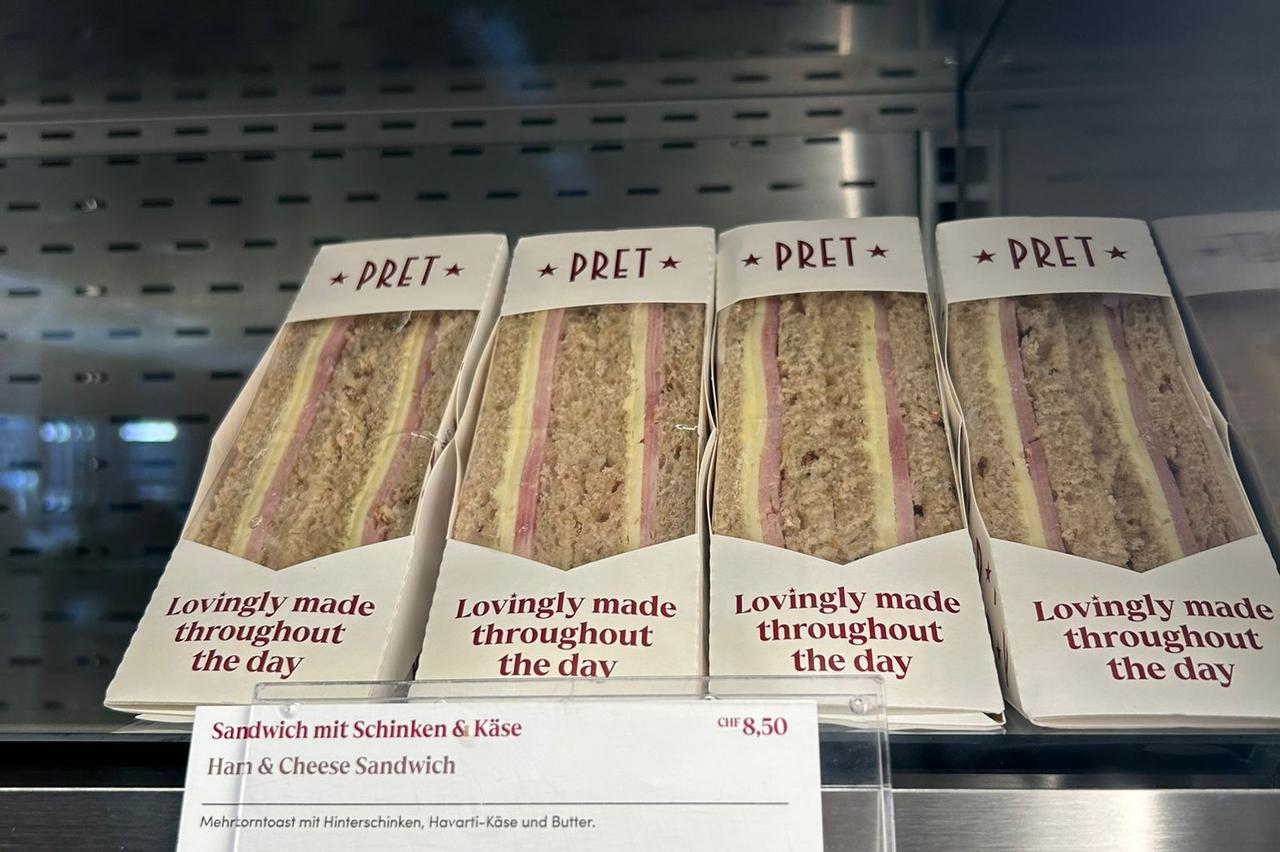 ★ PRET ★
★ PRET ★
★ PRET ★
★ PRET ★
Lovingly made
throughout
the day
Lovingly made
throughout
the day
Lovingly made
throughout
the day
Lovingly made
throughout
the day
Sandwich mit Schinken & Käse CHF 8,50
Ham & Cheese Sandwich
Mehrkorntoast mit Hinterschinken, Havarti-Käse und Butter.